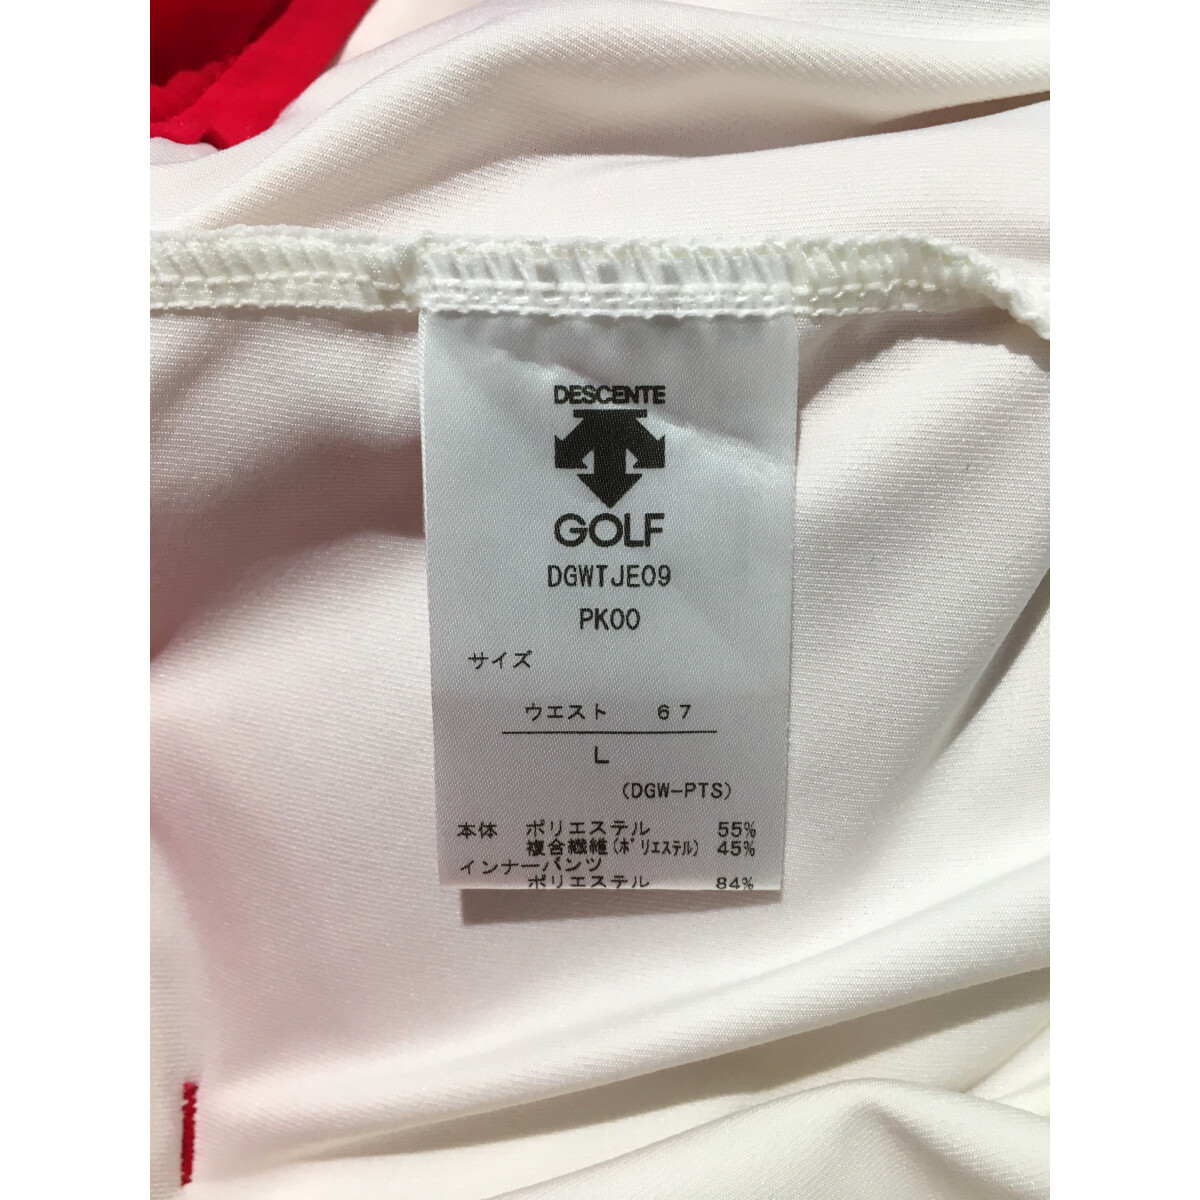 DESCENTE
GOLF
DGWTJE09
PK00
サイズ
ウエスト 67
L
(DGW-PTS)
本体 ポリエステル 55%
複合繊維(ポリエステル) 45%
インナーパンツ
ポリエステル 84%